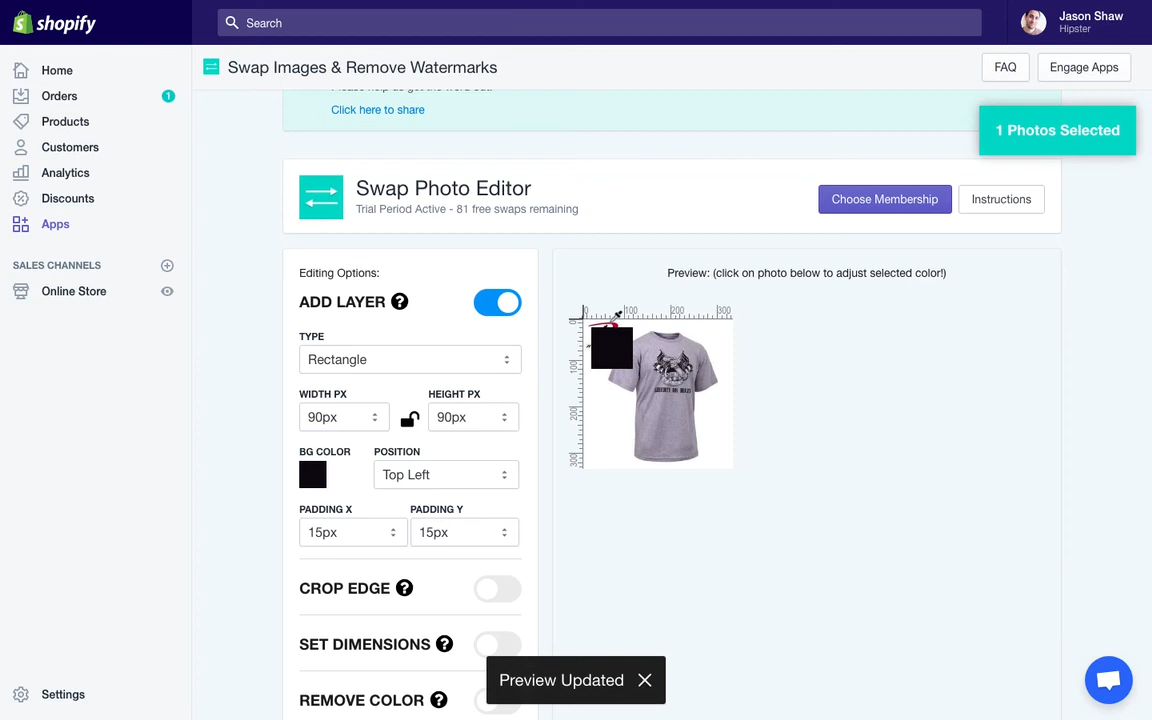 shopify
Search
Jason Shaw
Hipster
Home
Orders
1
Products
Customers
Analytics
Discounts
Apps
SALES CHANNELS
Online Store
Settings
Swap Images & Remove Watermarks
FAQ
Engage Apps
Click here to share
1 Photos Selected
Swap Photo Editor
Trial Period Active - 81 free swaps remaining
Choose Membership
Instructions
Editing Options:
ADD LAYER ?
TYPE
Rectangle
WIDTH PX
HEIGHT PX
90px
90px
BG COLOR
POSITION
Top Left
PADDING X
PADDING Y
15px
15px
CROP EDGE ?
SET DIMENSIONS ?
REMOVE COLOR ?
Preview: (click on photo below to adjust selected color!)
0 100 200 300
0
100
200
300
Preview Updated